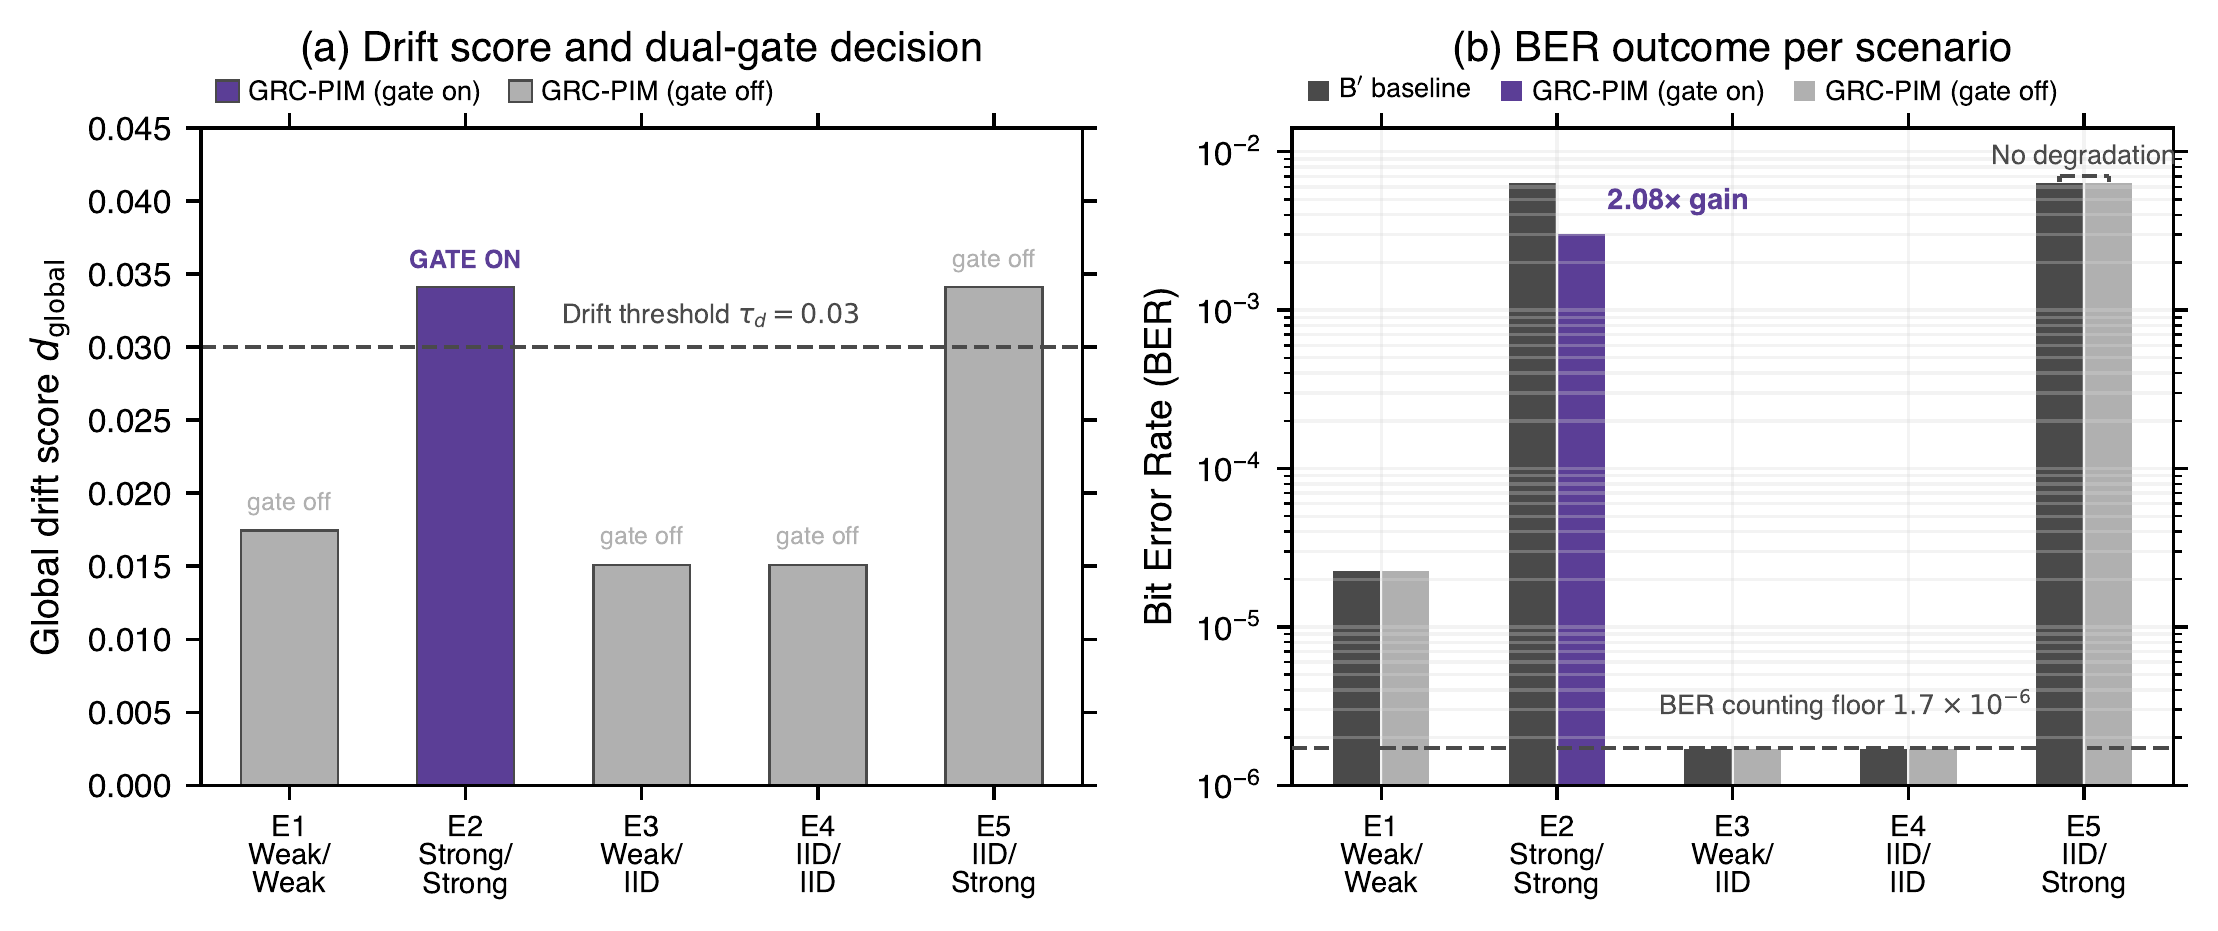 (a) Drift score and dual-gate decision
GRC-PIM (gate on)
GRC-PIM (gate off)
Global drift score d_global
0.045
0.040
0.035
0.030
0.025
0.020
0.015
0.010
0.005
0.000
gate off
GATE ON
gate off
gate off
gate off
Drift threshold τ_d = 0.03
E1
Weak/
Weak
E2
Strong/
Strong
E3
Weak/
IID
E4
IID/
IID
E5
IID/
Strong
(b) BER outcome per scenario
B′ baseline
GRC-PIM (gate on)
GRC-PIM (gate off)
Bit Error Rate (BER)
10⁻²
10⁻³
10⁻⁴
10⁻⁵
10⁻⁶
No degradation
2.08× gain
BER counting floor 1.7 × 10⁻⁶
E1
Weak/
Weak
E2
Strong/
Strong
E3
Weak/
IID
E4
IID/
IID
E5
IID/
Strong